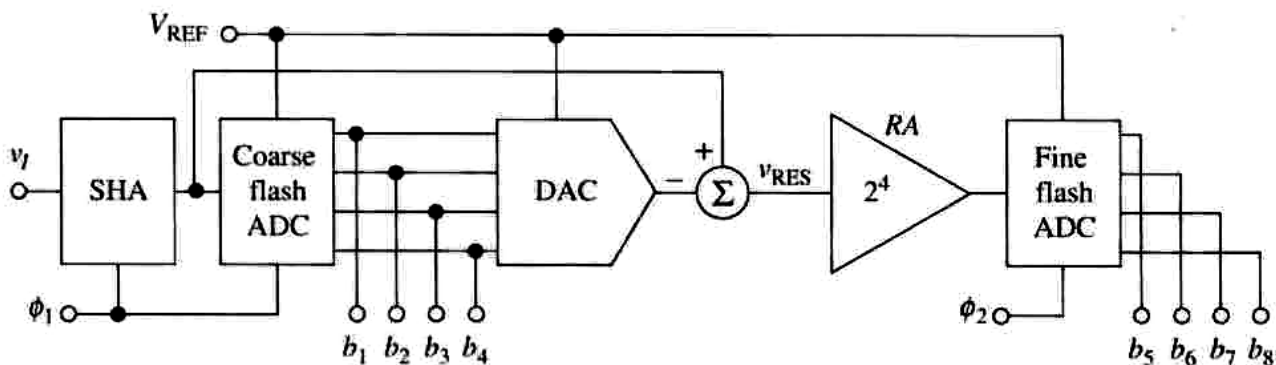 V_REF
v_I
SHA
Coarse
flash
ADC
DAC
+
−
Σ
v_RES
RA
2^4
Fine
flash
ADC
ϕ_1
b_1 b_2 b_3 b_4
ϕ_2
b_5 b_6 b_7 b_8